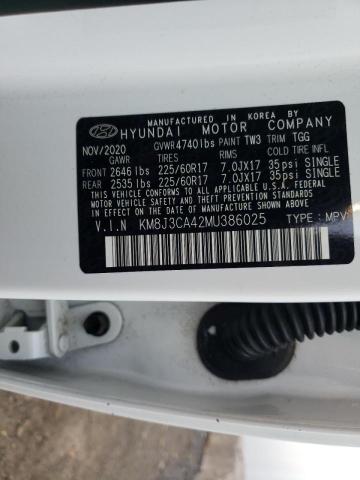 MANUFACTURED IN KOREA BY
HYUNDAI MOTOR COMPANY
NOV/2020 GVWR4740lbs PAINT TW3 TRIM TGG
GAWR TIRES RIMS COLD TIRE INFL
FRONT 2646lbs 225/60R17 7.0JX17 35psi SINGLE
REAR 2535lbs 225/60R17 7.0JX17 35psi SINGLE
THIS VEHICLE CONFORMS TO ALL APPLICABLE U.S.A. FEDERAL
MOTOR VEHICLE SAFETY AND THEFT PREVENTION STANDARDS
IN EFFECT ON THE DATE OF MANUFACTURE SHOWN ABOVE.
V.I.N KM8J3CA42MU386025 TYPE:MPV